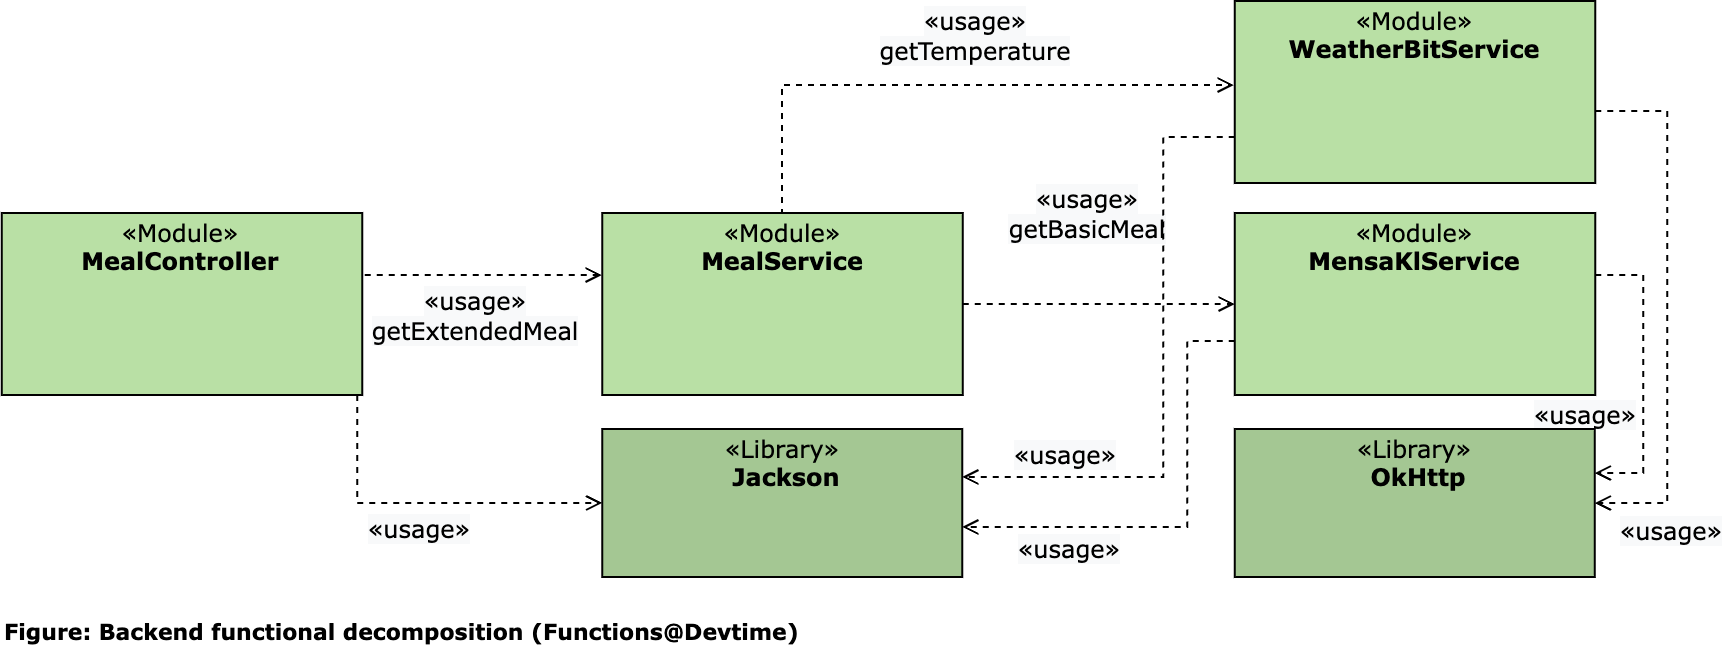 «usage»
getTemperature
«Module»
WeatherBitService
«usage»
getBasicMeal
«Module»
MealController
«usage»
getExtendedMeal
«Module»
MealService
«Module»
MensaKlService
«usage»
«Library»
Jackson
«usage»
«usage»
«usage»
«Library»
OkHttp
«usage»
Figure: Backend functional decomposition (Functions@Devtime)